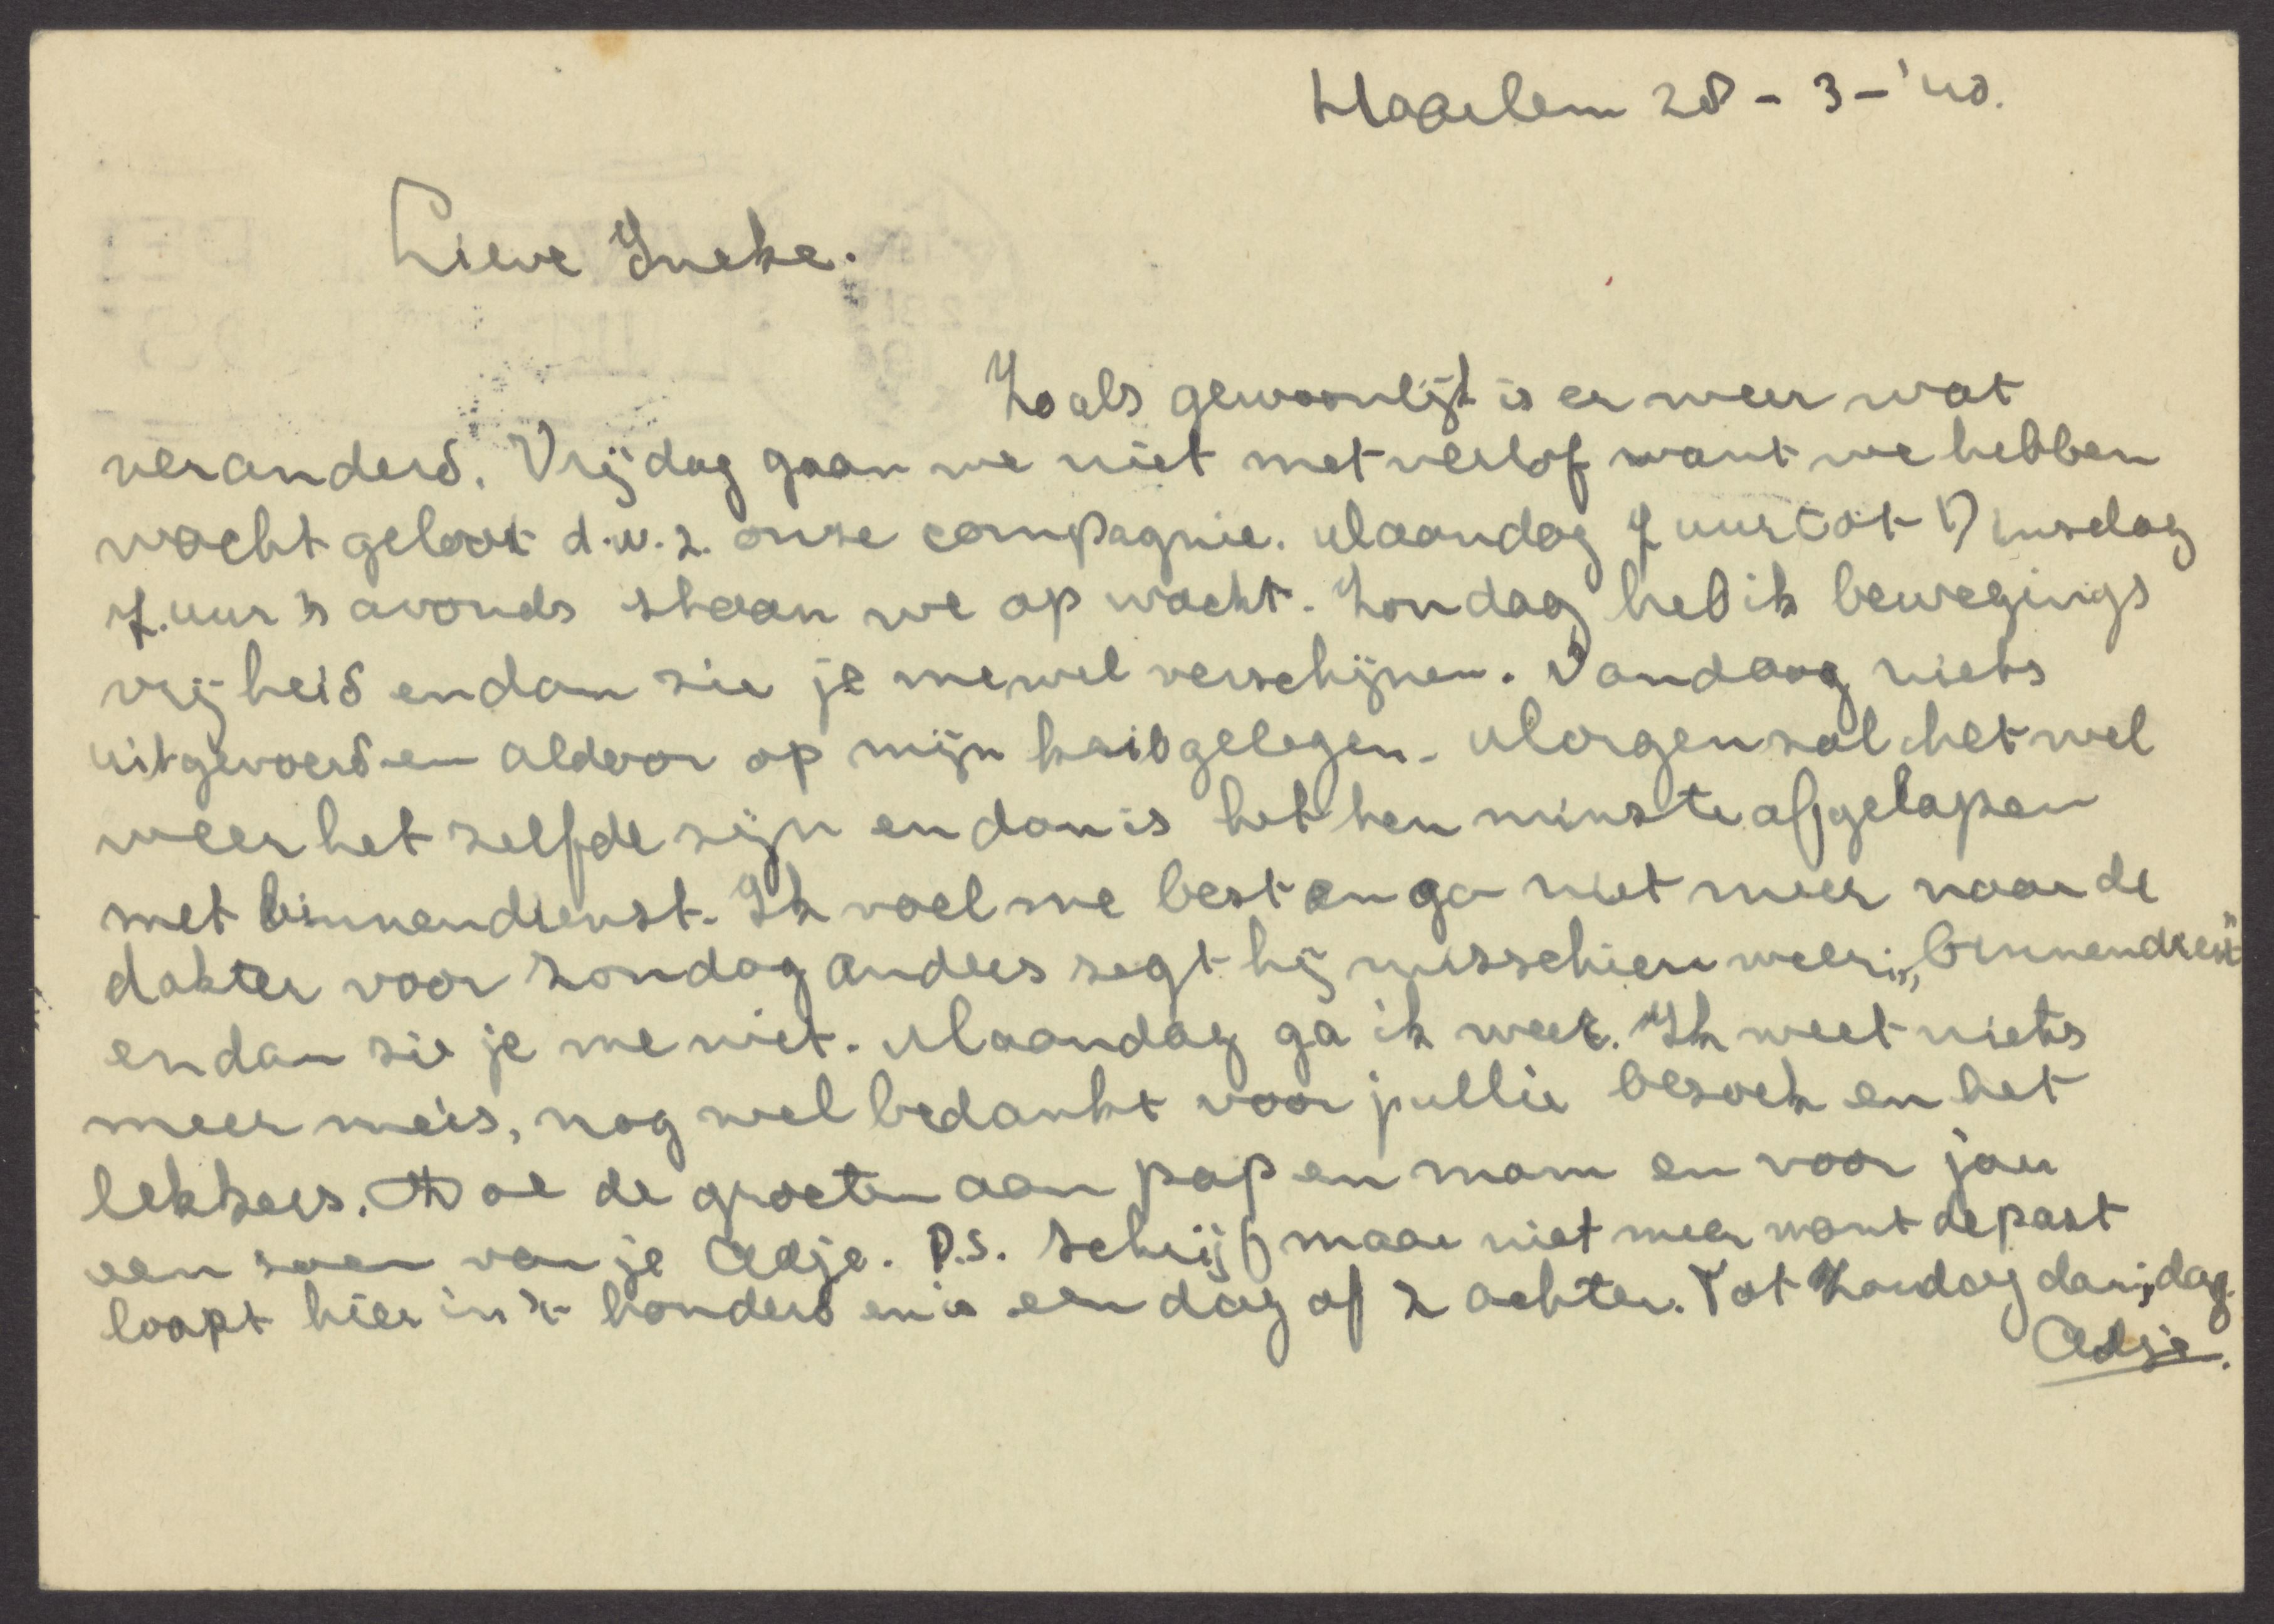 Haarlem 28-3-'40.
Lieve Ineke.
Zoals gewoonlijk is er weer wat
veranderd. Vrijdag gaan we niet met verlof want we hebben
wacht geloot d.w.z. onze compagnie. Maandag 7 uur tot Dinsdag
7 uur 's avonds staan we op wacht. Zondag heb ik bewegings
vrijheid en dan zie je me wel verschijnen. Vandaag niets
uitgevoerd en aldoor op mijn krib gelegen. Morgen zal het wel
weer het zelfde zijn en dan is het ten minste afgelopen
met binnendienst. Ik voel me best en ga niet meer naar de
dokter voor zondag anders zegt hij misschien weer: „binnendienst"
en dan zie je me niet. Maandag ga ik weer. Ik weet niets
meer meis, nog wel bedankt voor jullie bezoek en het
lekkers. Doe de groeten aan pap en mam en voor jou
een zoen van je Adje. P.S. Schrijf maar niet meer want de post
loopt hier in 't honderd en is een dag of 2 achter. Tot Zondag dan; dag.
Adje.